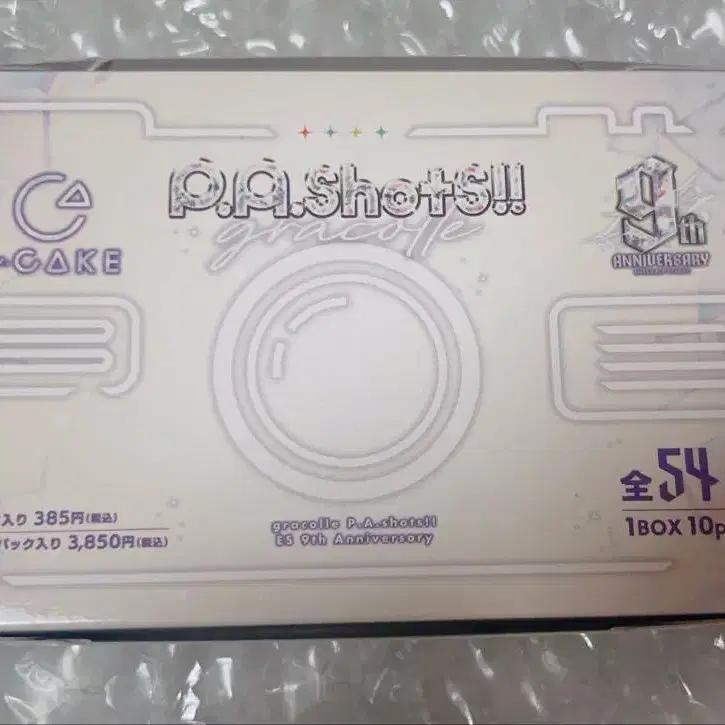 P.A.Shots!!
gracolle
CAKE
9th
ANNIVERSARY
入り 385円(税込)
パック入り 3,850円(税込)
gracolle P.A.shots!!
ES 9th Anniversary
全54
1BOX 10p